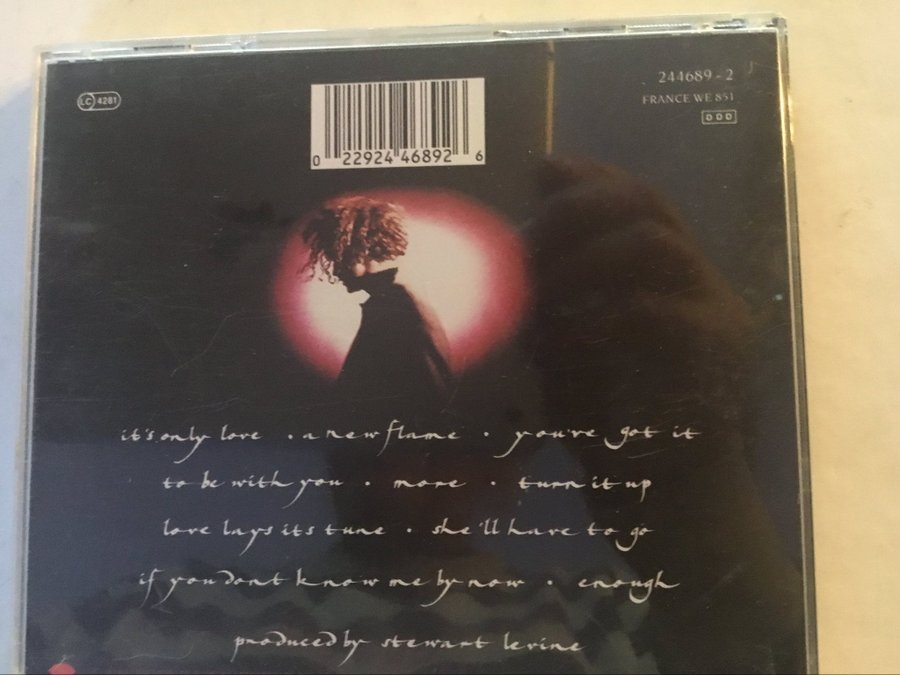 LC 4281
244689-2
FRANCE WE 851
DDD
0 22924 46892 6
it's only love · a new flame · you've got it
to be with you · more · turn it up
love lays its tune · she'll have to go
if you dont know me by now · enough
produced by stewart levine